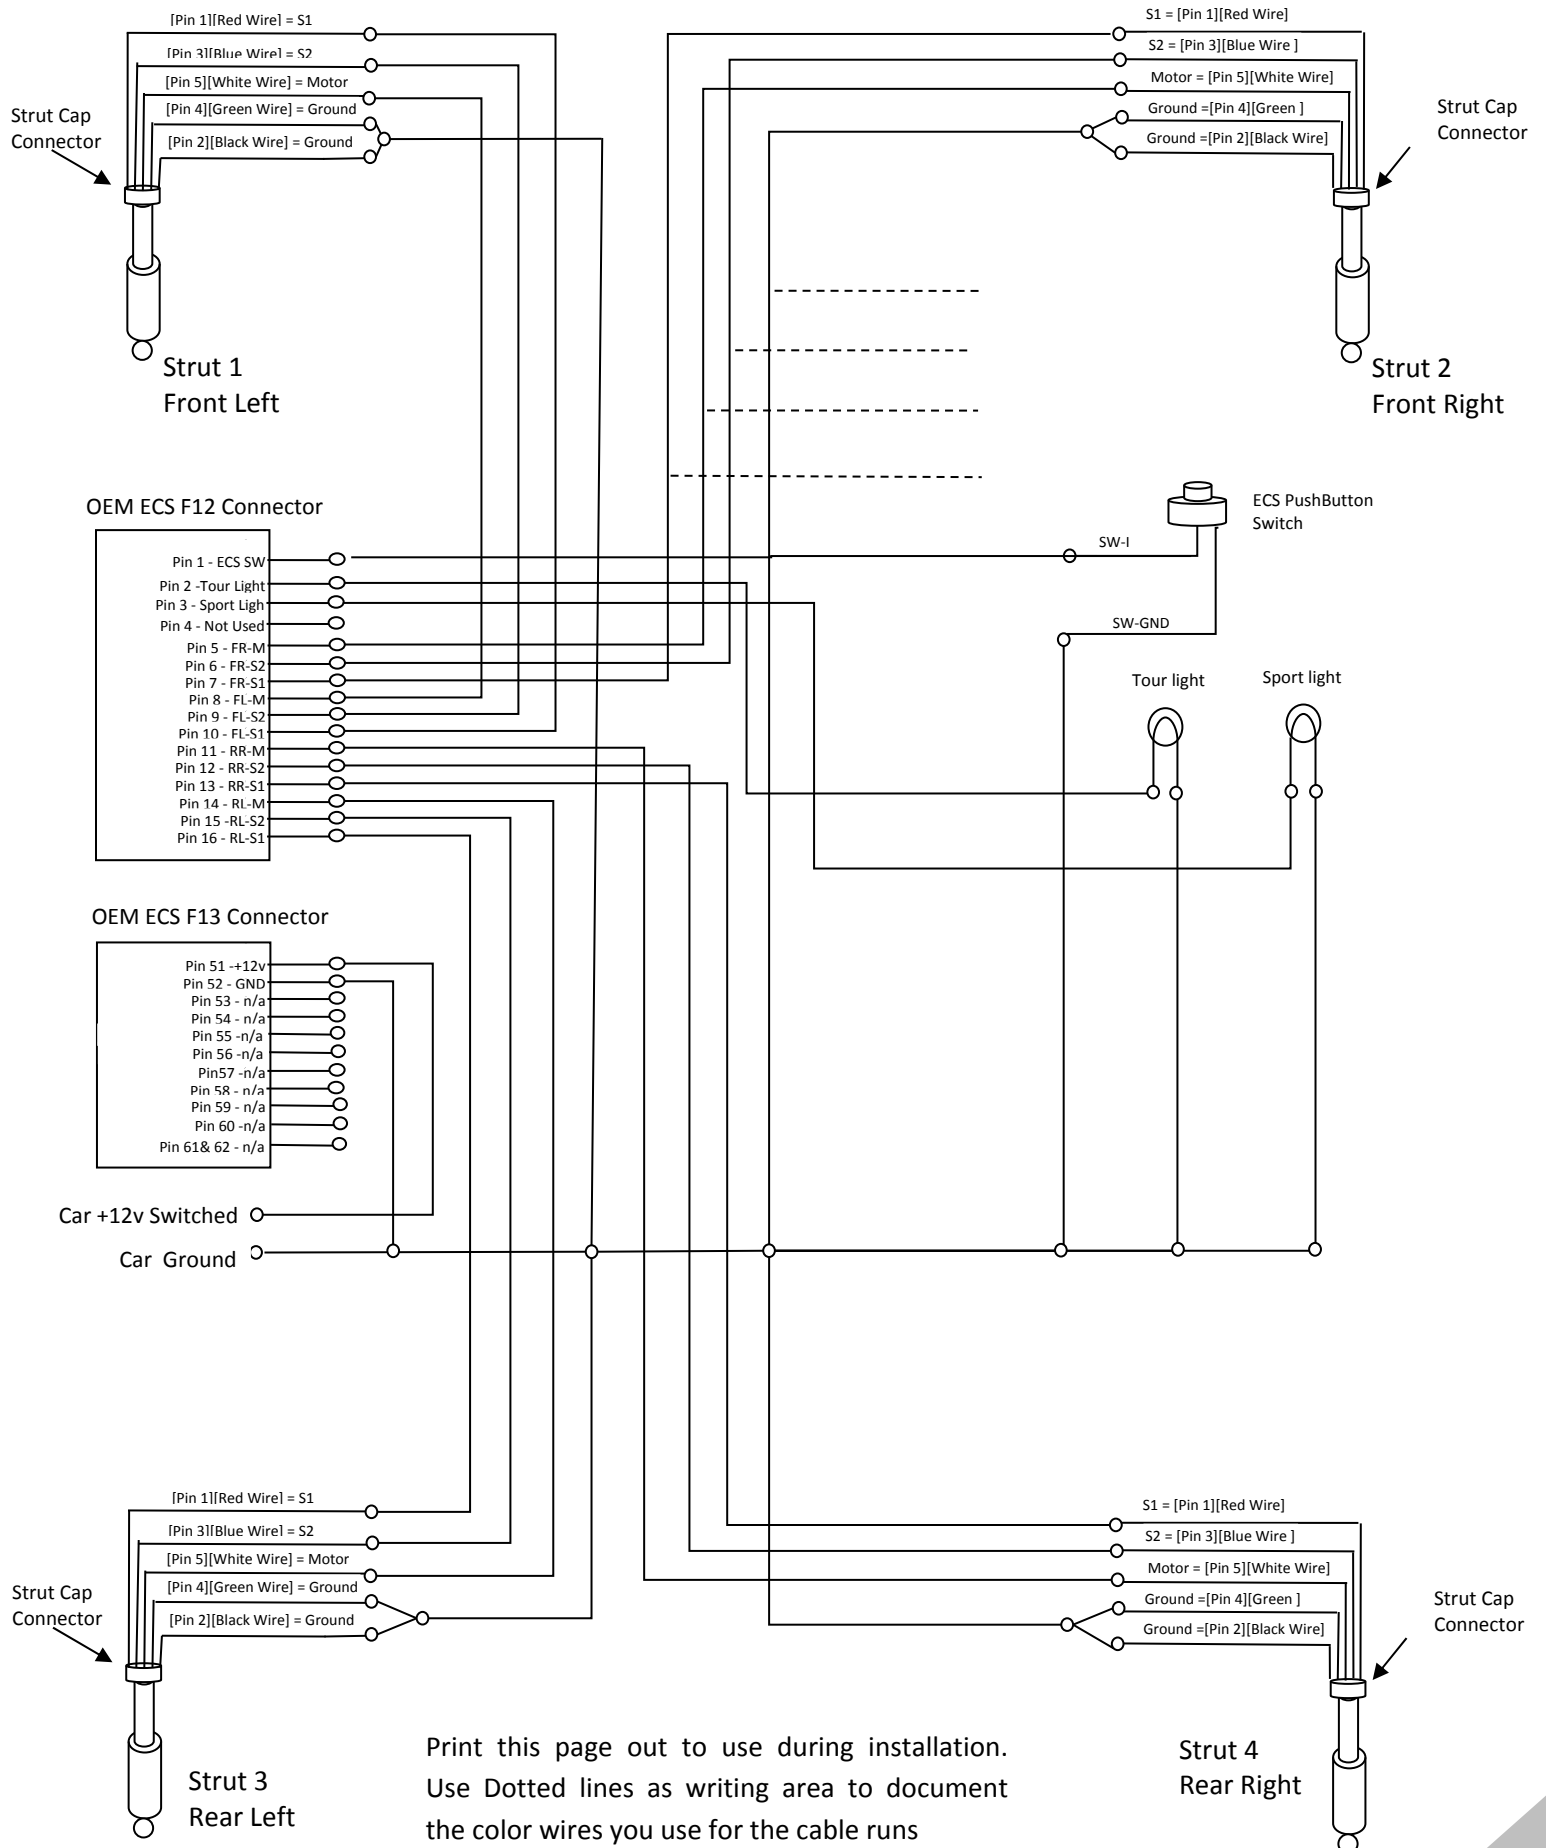 [Pin 1][Red Wire] = S1
[Pin 3][Blue Wire] = S2
[Pin 5][White Wire] = Motor
[Pin 4][Green Wire] = Ground
[Pin 2][Black Wire] = Ground
Strut Cap
Connector
Strut 1
Front Left
S1 = [Pin 1][Red Wire]
S2 = [Pin 3][Blue Wire ]
Motor = [Pin 5][White Wire]
Ground =[Pin 4][Green ]
Ground =[Pin 2][Black Wire]
Strut Cap
Connector
Strut 2
Front Right
OEM ECS F12 Connector
Pin 1 - ECS SW
Pin 2 -Tour Light
Pin 3 - Sport Ligh
Pin 4 - Not Used
Pin 5 - FR-M
Pin 6 - FR-S2
Pin 7 - FR-S1
Pin 8 - FL-M
Pin 9 - FL-S2
Pin 10 - FL-S1
Pin 11 - RR-M
Pin 12 - RR-S2
Pin 13 - RR-S1
Pin 14 - RL-M
Pin 15 -RL-S2
Pin 16 - RL-S1
ECS PushButton
Switch
SW-I
SW-GND
Tour light
Sport light
OEM ECS F13 Connector
Pin 51 -+12v
Pin 52 - GND
Pin 53 - n/a
Pin 54 - n/a
Pin 55 -n/a
Pin 56 -n/a
Pin57 -n/a
Pin 58 - n/a
Pin 59 - n/a
Pin 60 -n/a
Pin 61& 62 - n/a
Car +12v Switched
Car Ground
[Pin 1][Red Wire] = S1
[Pin 3][Blue Wire] = S2
[Pin 5][White Wire] = Motor
[Pin 4][Green Wire] = Ground
[Pin 2][Black Wire] = Ground
Strut Cap
Connector
Strut 3
Rear Left
S1 = [Pin 1][Red Wire]
S2 = [Pin 3][Blue Wire ]
Motor = [Pin 5][White Wire]
Ground =[Pin 4][Green ]
Ground =[Pin 2][Black Wire]
Strut Cap
Connector
Strut 4
Rear Right
Print this page out to use during installation.
Use Dotted lines as writing area to document
the color wires you use for the cable runs